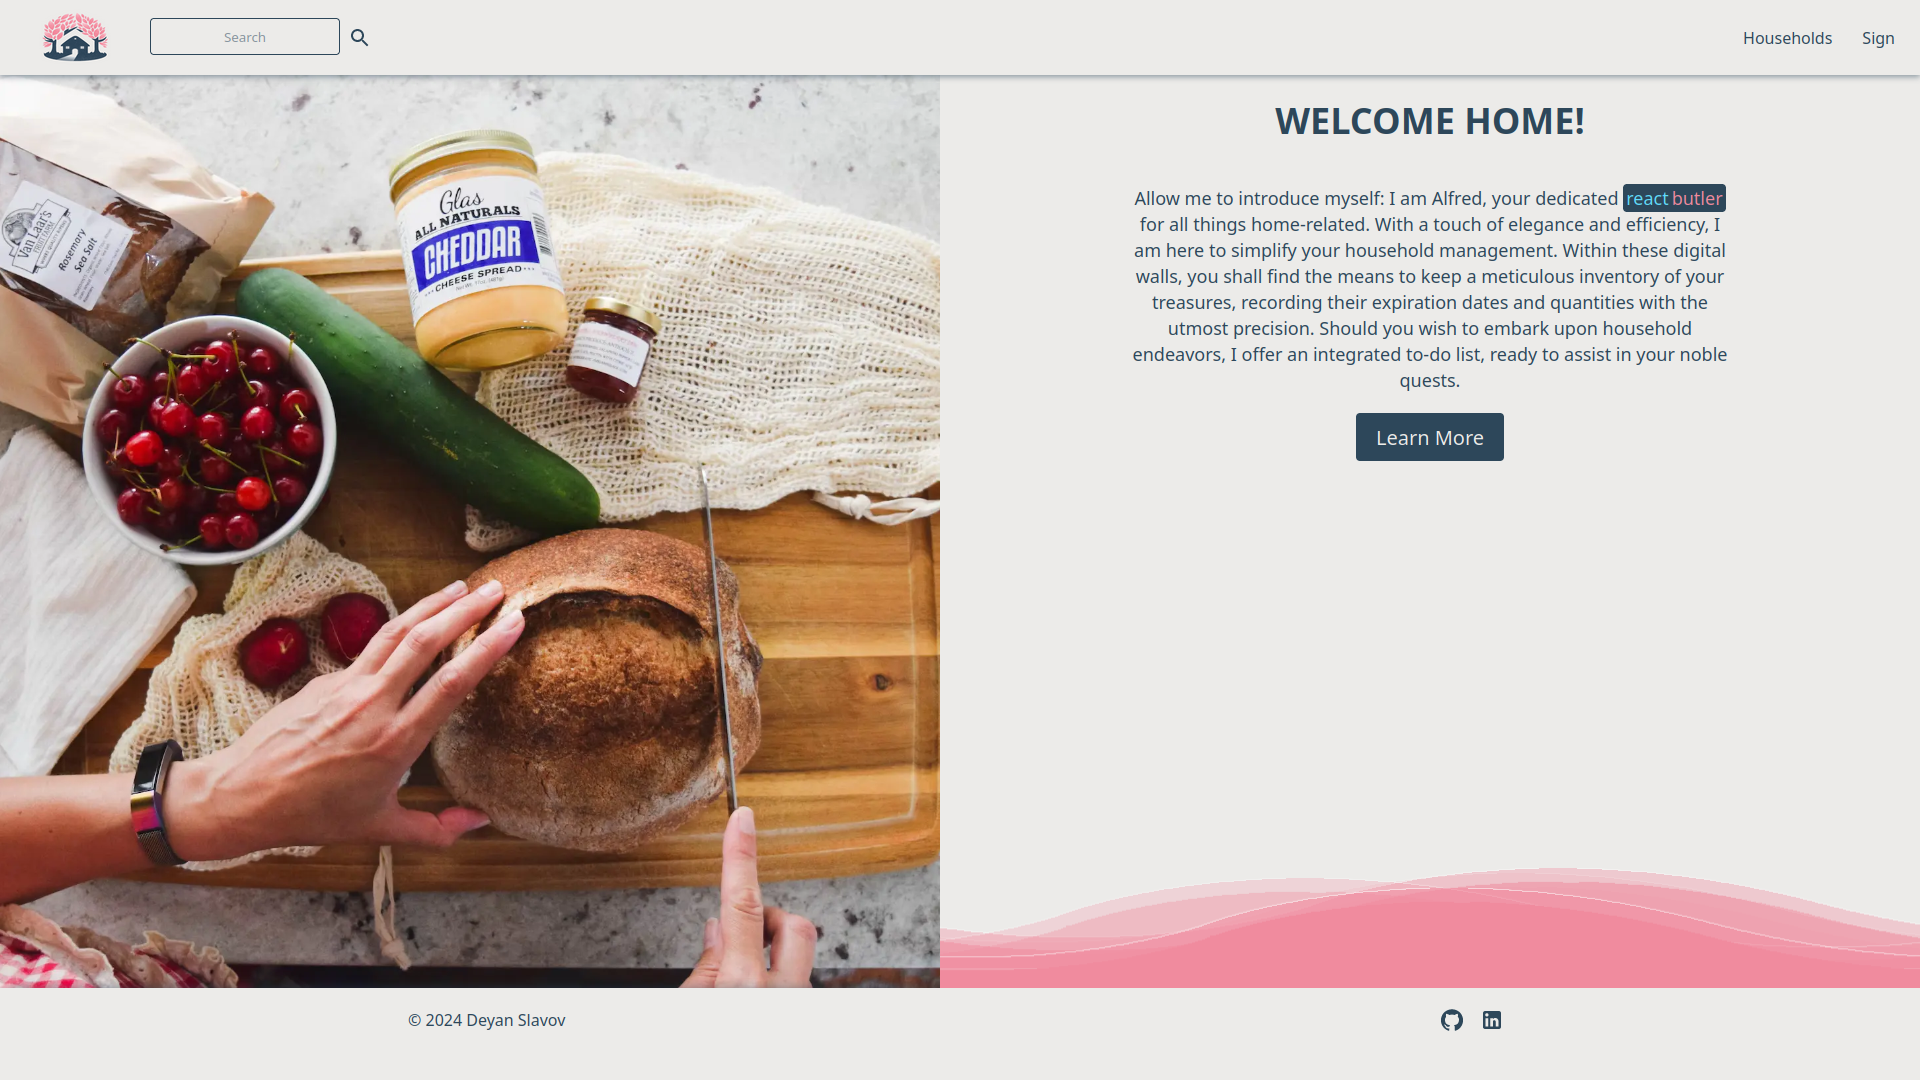 Search
Households
Sign
Van Laar's
Rosemary
Sea Salt
Glas
ALL NATURALS
CHEDDAR
CHEESE SPREAD
WELCOME HOME!
Allow me to introduce myself: I am Alfred, your dedicated react butler
for all things home-related. With a touch of elegance and efficiency, I
am here to simplify your household management. Within these digital
walls, you shall find the means to keep a meticulous inventory of your
treasures, recording their expiration dates and quantities with the
utmost precision. Should you wish to embark upon household
endeavors, I offer an integrated to-do list, ready to assist in your noble
quests.
Learn More
© 2024 Deyan Slavov